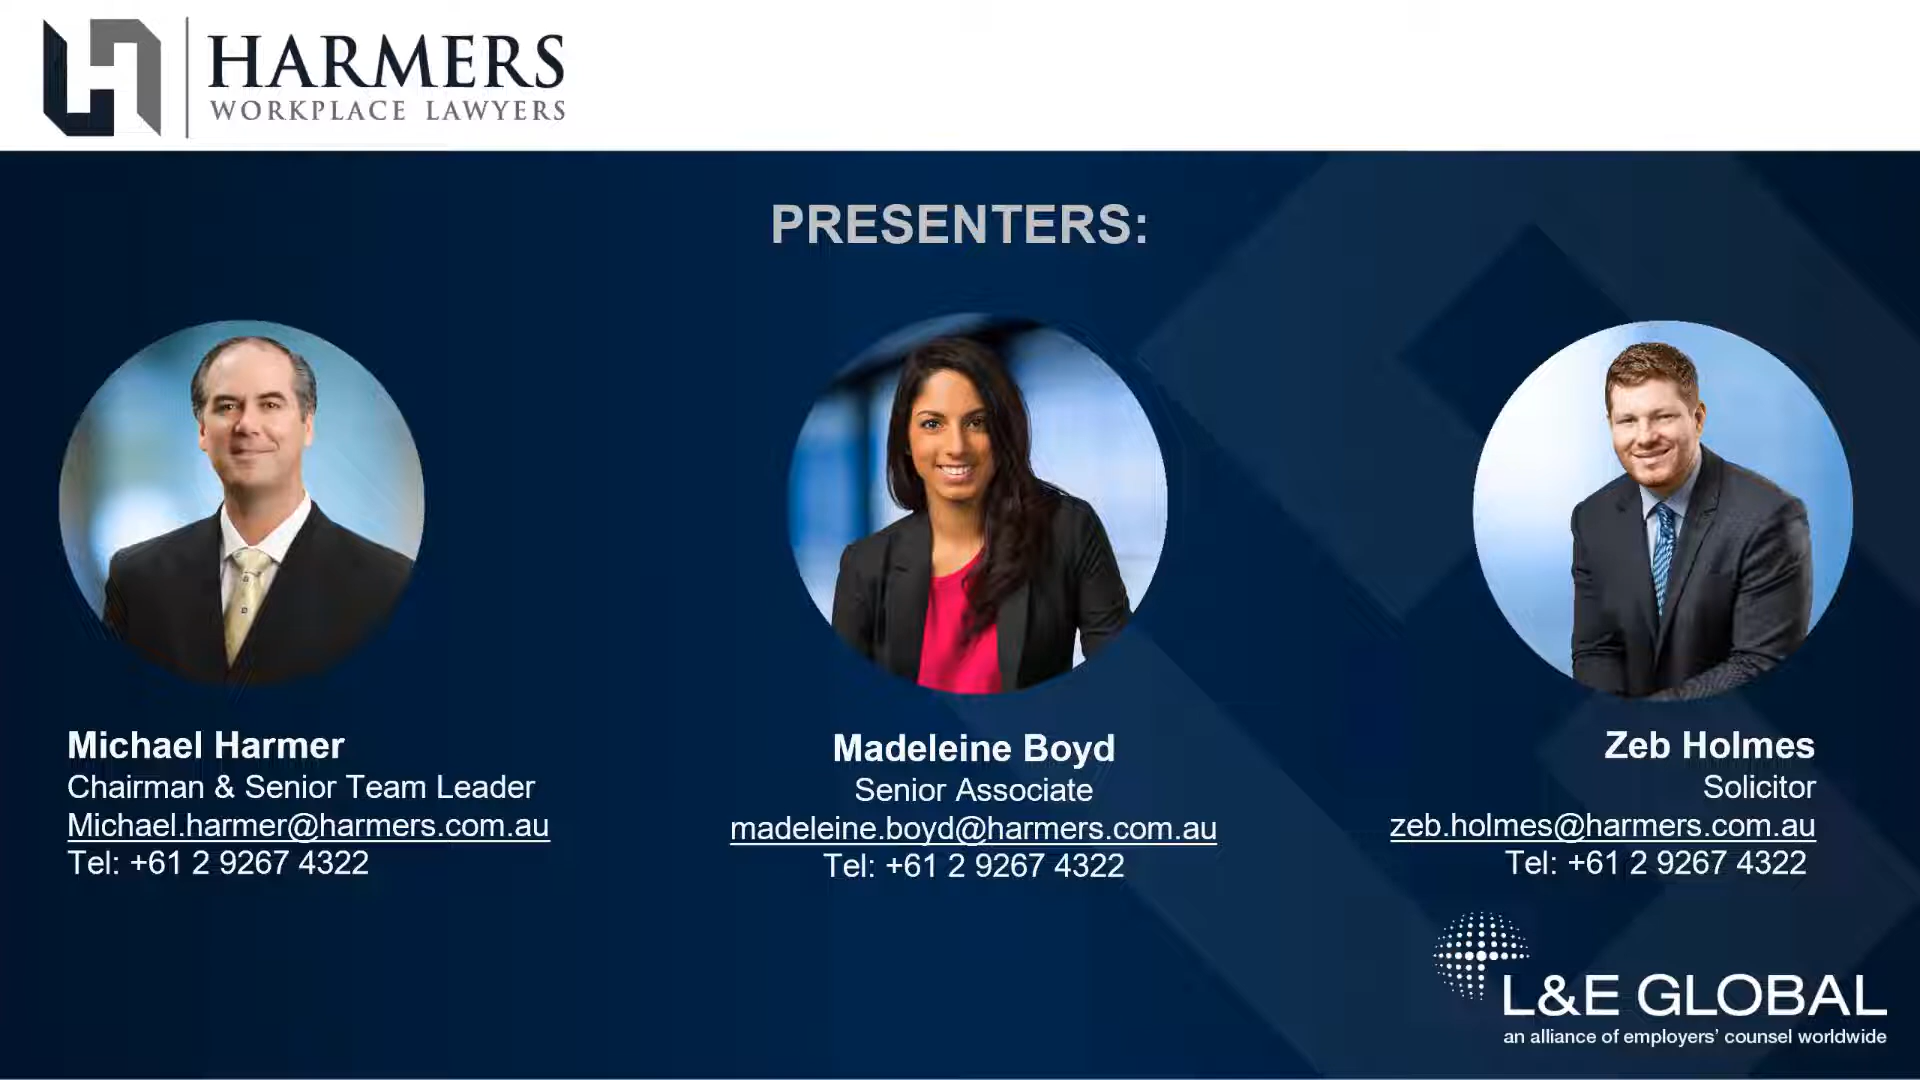 HARMERS
WORKPLACE LAWYERS
PRESENTERS:
Michael Harmer
Chairman & Senior Team Leader
Michael.harmer@harmers.com.au
Tel: +61 2 9267 4322
Madeleine Boyd
Senior Associate
madeleine.boyd@harmers.com.au
Tel: +61 2 9267 4322
Zeb Holmes
Solicitor
zeb.holmes@harmers.com.au
Tel: +61 2 9267 4322
L&E GLOBAL
an alliance of employers’ counsel worldwide